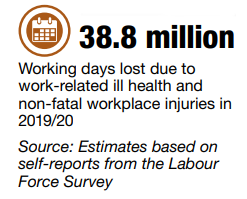 38.8 million
Working days lost due to
work-related ill health and
non-fatal workplace injuries in
2019/20
Source: Estimates based on
self-reports from the Labour
Force Survey